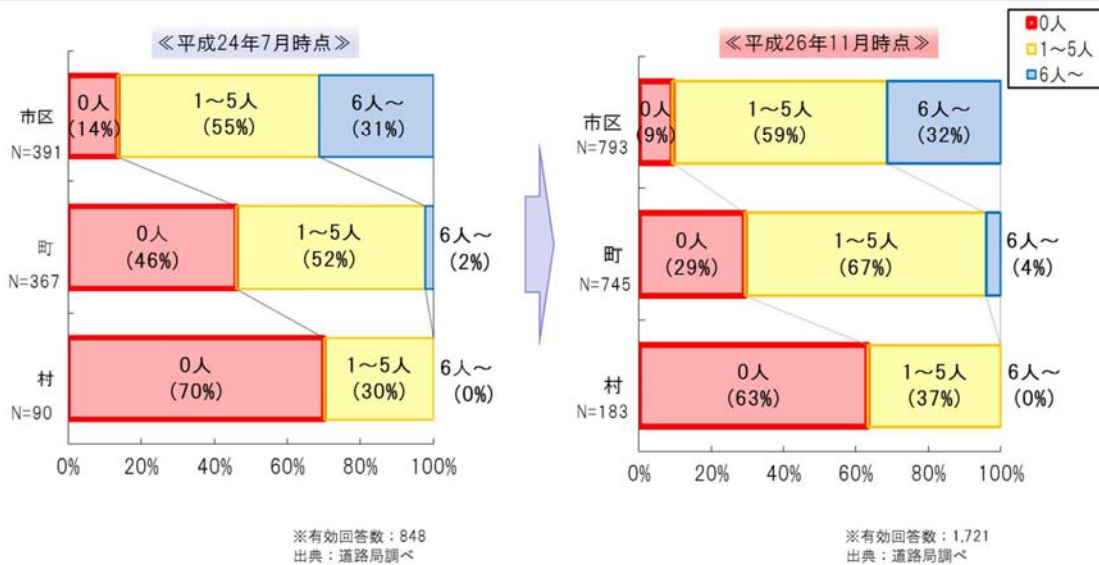 ≪平成24年7月時点≫
市区
N=391
0人
(14%)
1～5人
(55%)
6人～
(31%)
町
N=367
0人
(46%)
1～5人
(52%)
6人～
(2%)
村
N=90
0人
(70%)
1～5人
(30%)
6人～
(0%)
0% 20% 40% 60% 80% 100%
※有効回答数：848
出典：道路局調べ
≪平成26年11月時点≫
0人
1～5人
6人～
市区
N=793
0人
(9%)
1～5人
(59%)
6人～
(32%)
町
N=745
0人
(29%)
1～5人
(67%)
6人～
(4%)
村
N=183
0人
(63%)
1～5人
(37%)
6人～
(0%)
0% 20% 40% 60% 80% 100%
※有効回答数：1,721
出典：道路局調べ